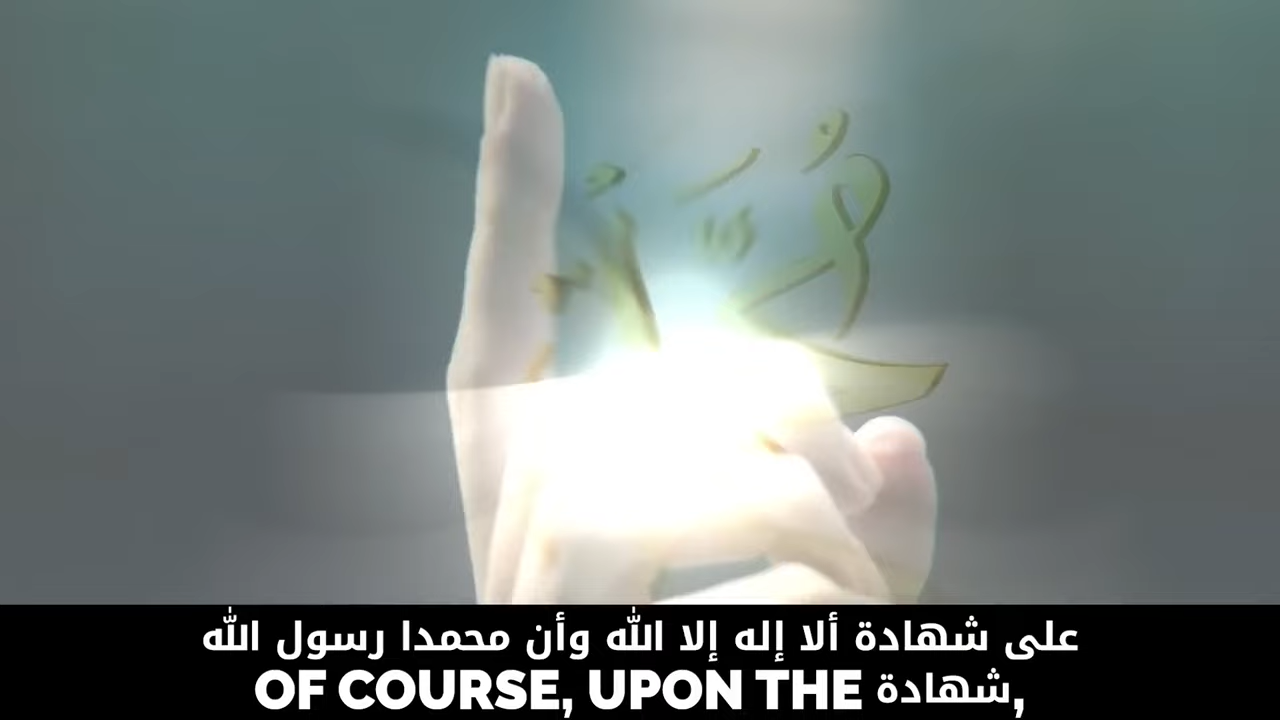 على شهادة ألا إله إلا الله وأن محمدا رسول الله
OF COURSE, UPON THE شهادة,